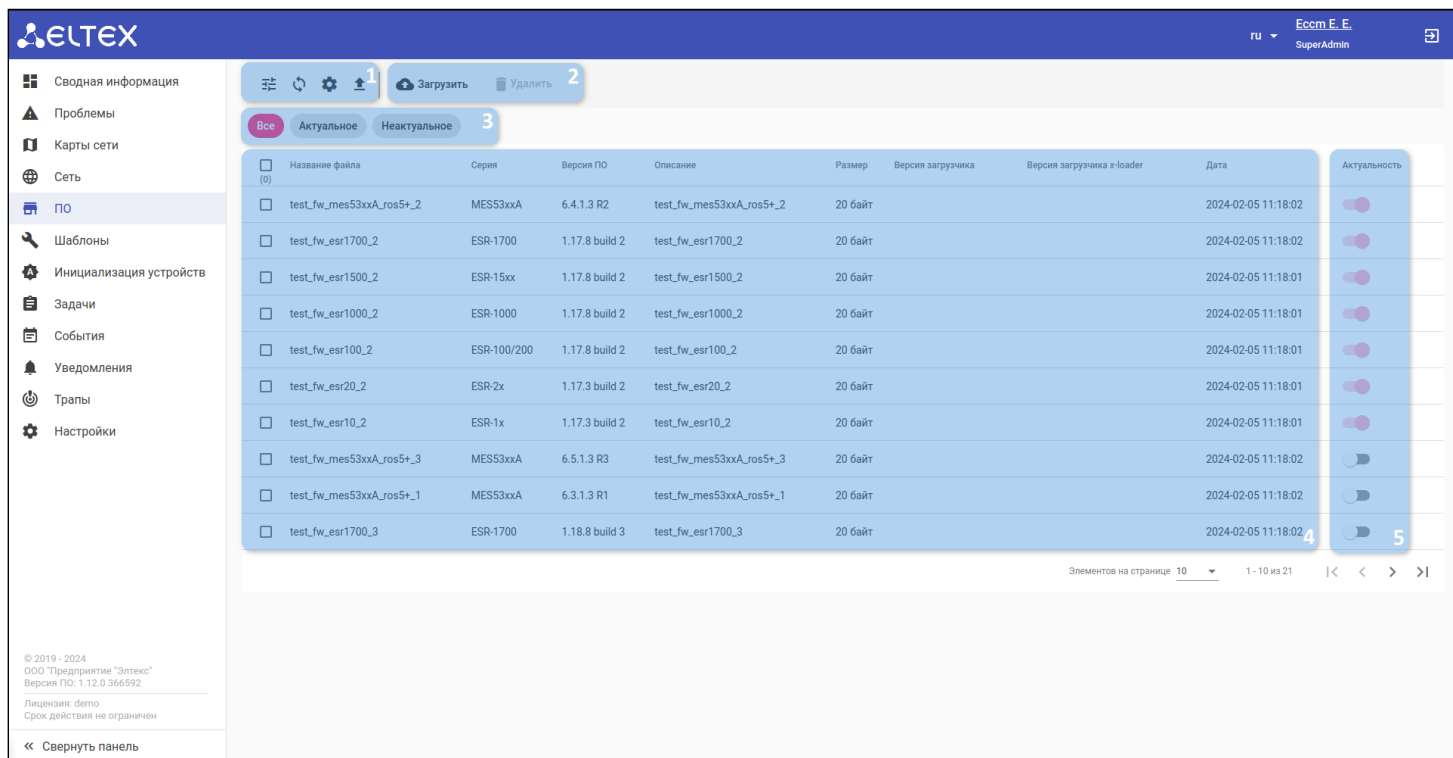 ELTEX
ru
Eccm E. E.
SuperAdmin
Сводная информация
Проблемы
Карты сети
Сеть
ПО
Шаблоны
Инициализация устройств
Задачи
События
Уведомления
Трапы
Настройки
1
Загрузить Удалить 2
Все Актуальное Неактуальное 3
Название файла Серия Версия ПО Описание Размер Версия загрузчика Версия загрузчика x-loader Дата Актуальность
(0)
test_fw_mes53xxA_ros5+_2 MES53xxA 6.4.1.3 R2 test_fw_mes53xxA_ros5+_2 20 байт 2024-02-05 11:18:02
test_fw_esr1700_2 ESR-1700 1.17.8 build 2 test_fw_esr1700_2 20 байт 2024-02-05 11:18:02
test_fw_esr1500_2 ESR-15xx 1.17.8 build 2 test_fw_esr1500_2 20 байт 2024-02-05 11:18:01
test_fw_esr1000_2 ESR-1000 1.17.8 build 2 test_fw_esr1000_2 20 байт 2024-02-05 11:18:01
test_fw_esr100_2 ESR-100/200 1.17.8 build 2 test_fw_esr100_2 20 байт 2024-02-05 11:18:01
test_fw_esr20_2 ESR-2x 1.17.3 build 2 test_fw_esr20_2 20 байт 2024-02-05 11:18:01
test_fw_esr10_2 ESR-1x 1.17.3 build 2 test_fw_esr10_2 20 байт 2024-02-05 11:18:01
test_fw_mes53xxA_ros5+_3 MES53xxA 6.5.1.3 R3 test_fw_mes53xxA_ros5+_3 20 байт 2024-02-05 11:18:02
test_fw_mes53xxA_ros5+_1 MES53xxA 6.3.1.3 R1 test_fw_mes53xxA_ros5+_1 20 байт 2024-02-05 11:18:02
test_fw_esr1700_3 ESR-1700 1.18.8 build 3 test_fw_esr1700_3 20 байт 2024-02-05 11:18:02 4 5
Элементов на странице 10 1 - 10 из 21
© 2019 - 2024
ООО "Предприятие "Элтекс"
Версия ПО: 1.12.0.366592
Лицензия: demo
Срок действия не ограничен
Свернуть панель